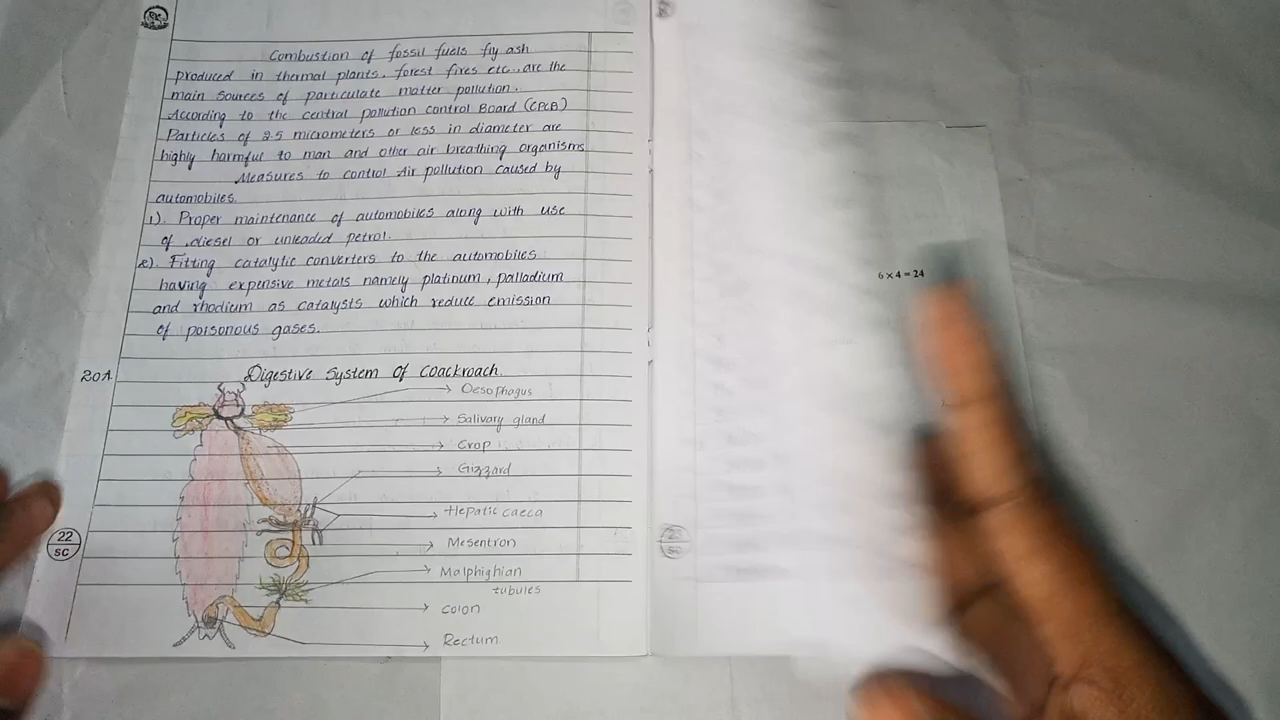 Combustion of fossil fuels fly ash
produced in thermal plants, forest fires etc., are the
main sources of particulate matter pollution.
According to the central pollution control Board (CPCB)
Particles of 2.5 micrometers or less in diameter are
highly harmful to man and other air breathing organisms
Measures to control Air pollution caused by
automobiles.
1). Proper maintenance of automobiles along with use
of diesel or unleaded petrol.
2). Fitting catalytic converters to the automobiles
having expensive metals namely platinum, palladium
and rhodium as catalysts which reduce emission
of poisonous gases.
20A. Digestive System Of Coackroach.
Oesophagus
Salivary gland
Crop
Gizzard
Hepatic caeca
Mesentron
Malphighian
tubules
Colon
Rectum
22
SC
6 × 4 = 24